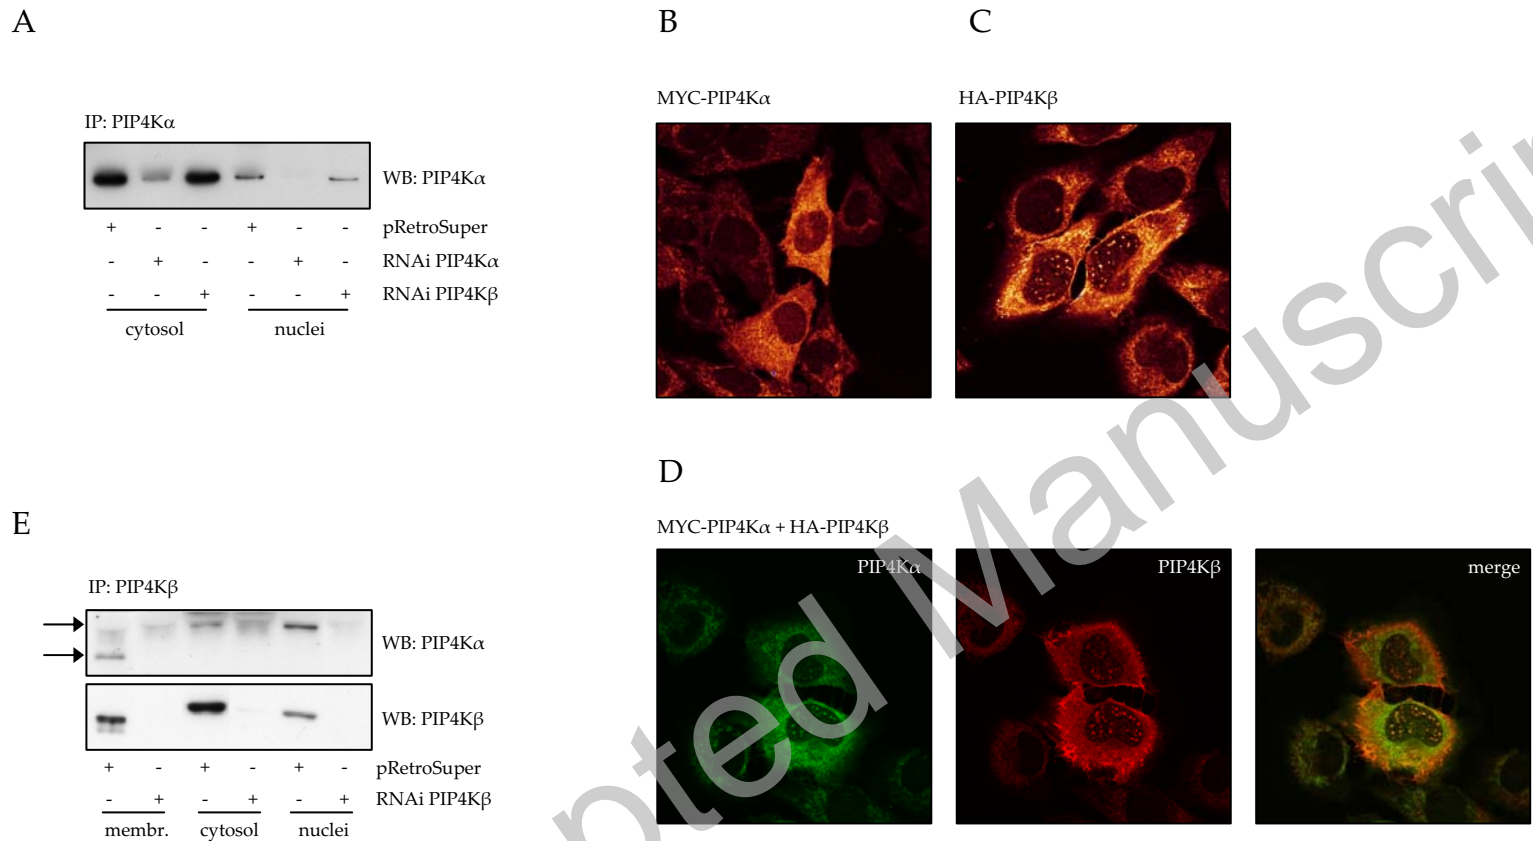 A
IP: PIP4Kα
WB: PIP4Kα
+ - - + - - pRetroSuper
- + - - + - RNAi PIP4Kα
- - + - - + RNAi PIP4Kβ
cytosol nuclei
B
MYC-PIP4Kα
C
HA-PIP4Kβ
D
MYC-PIP4Kα + HA-PIP4Kβ
PIP4Kα
PIP4Kβ
merge
E
IP: PIP4Kβ
WB: PIP4Kα
WB: PIP4Kβ
+ - + - + - pRetroSuper
- + - + - + RNAi PIP4Kβ
membr. cytosol nuclei
pted Manuscrip